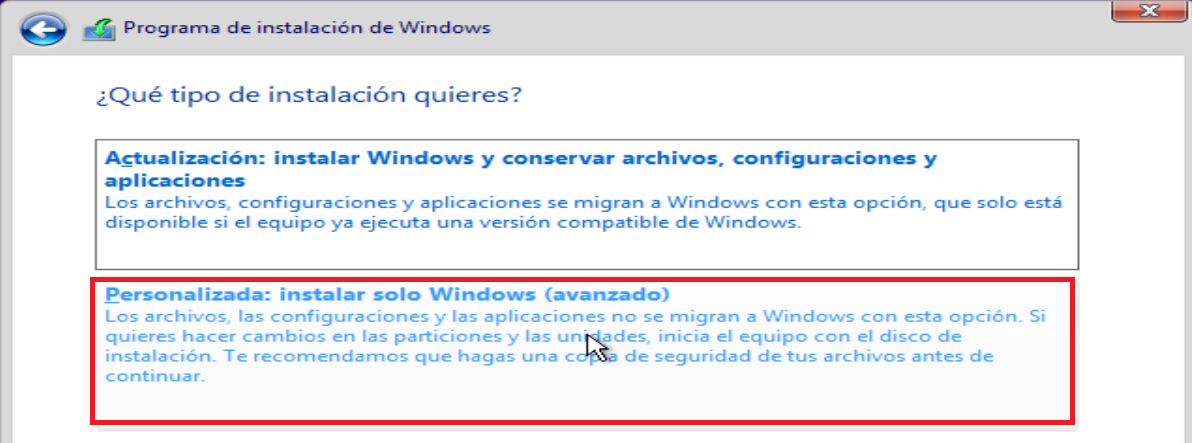 Programa de instalación de Windows
¿Qué tipo de instalación quieres?
Actualización: instalar Windows y conservar archivos, configuraciones y
aplicaciones
Los archivos, configuraciones y aplicaciones se migran a Windows con esta opción, que solo está
disponible si el equipo ya ejecuta una versión compatible de Windows.
Personalizada: instalar solo Windows (avanzado)
Los archivos, las configuraciones y las aplicaciones no se migran a Windows con esta opción. Si
quieres hacer cambios en las particiones y las unidades, inicia el equipo con el disco de
instalación. Te recomendamos que hagas una copia de seguridad de tus archivos antes de
continuar.